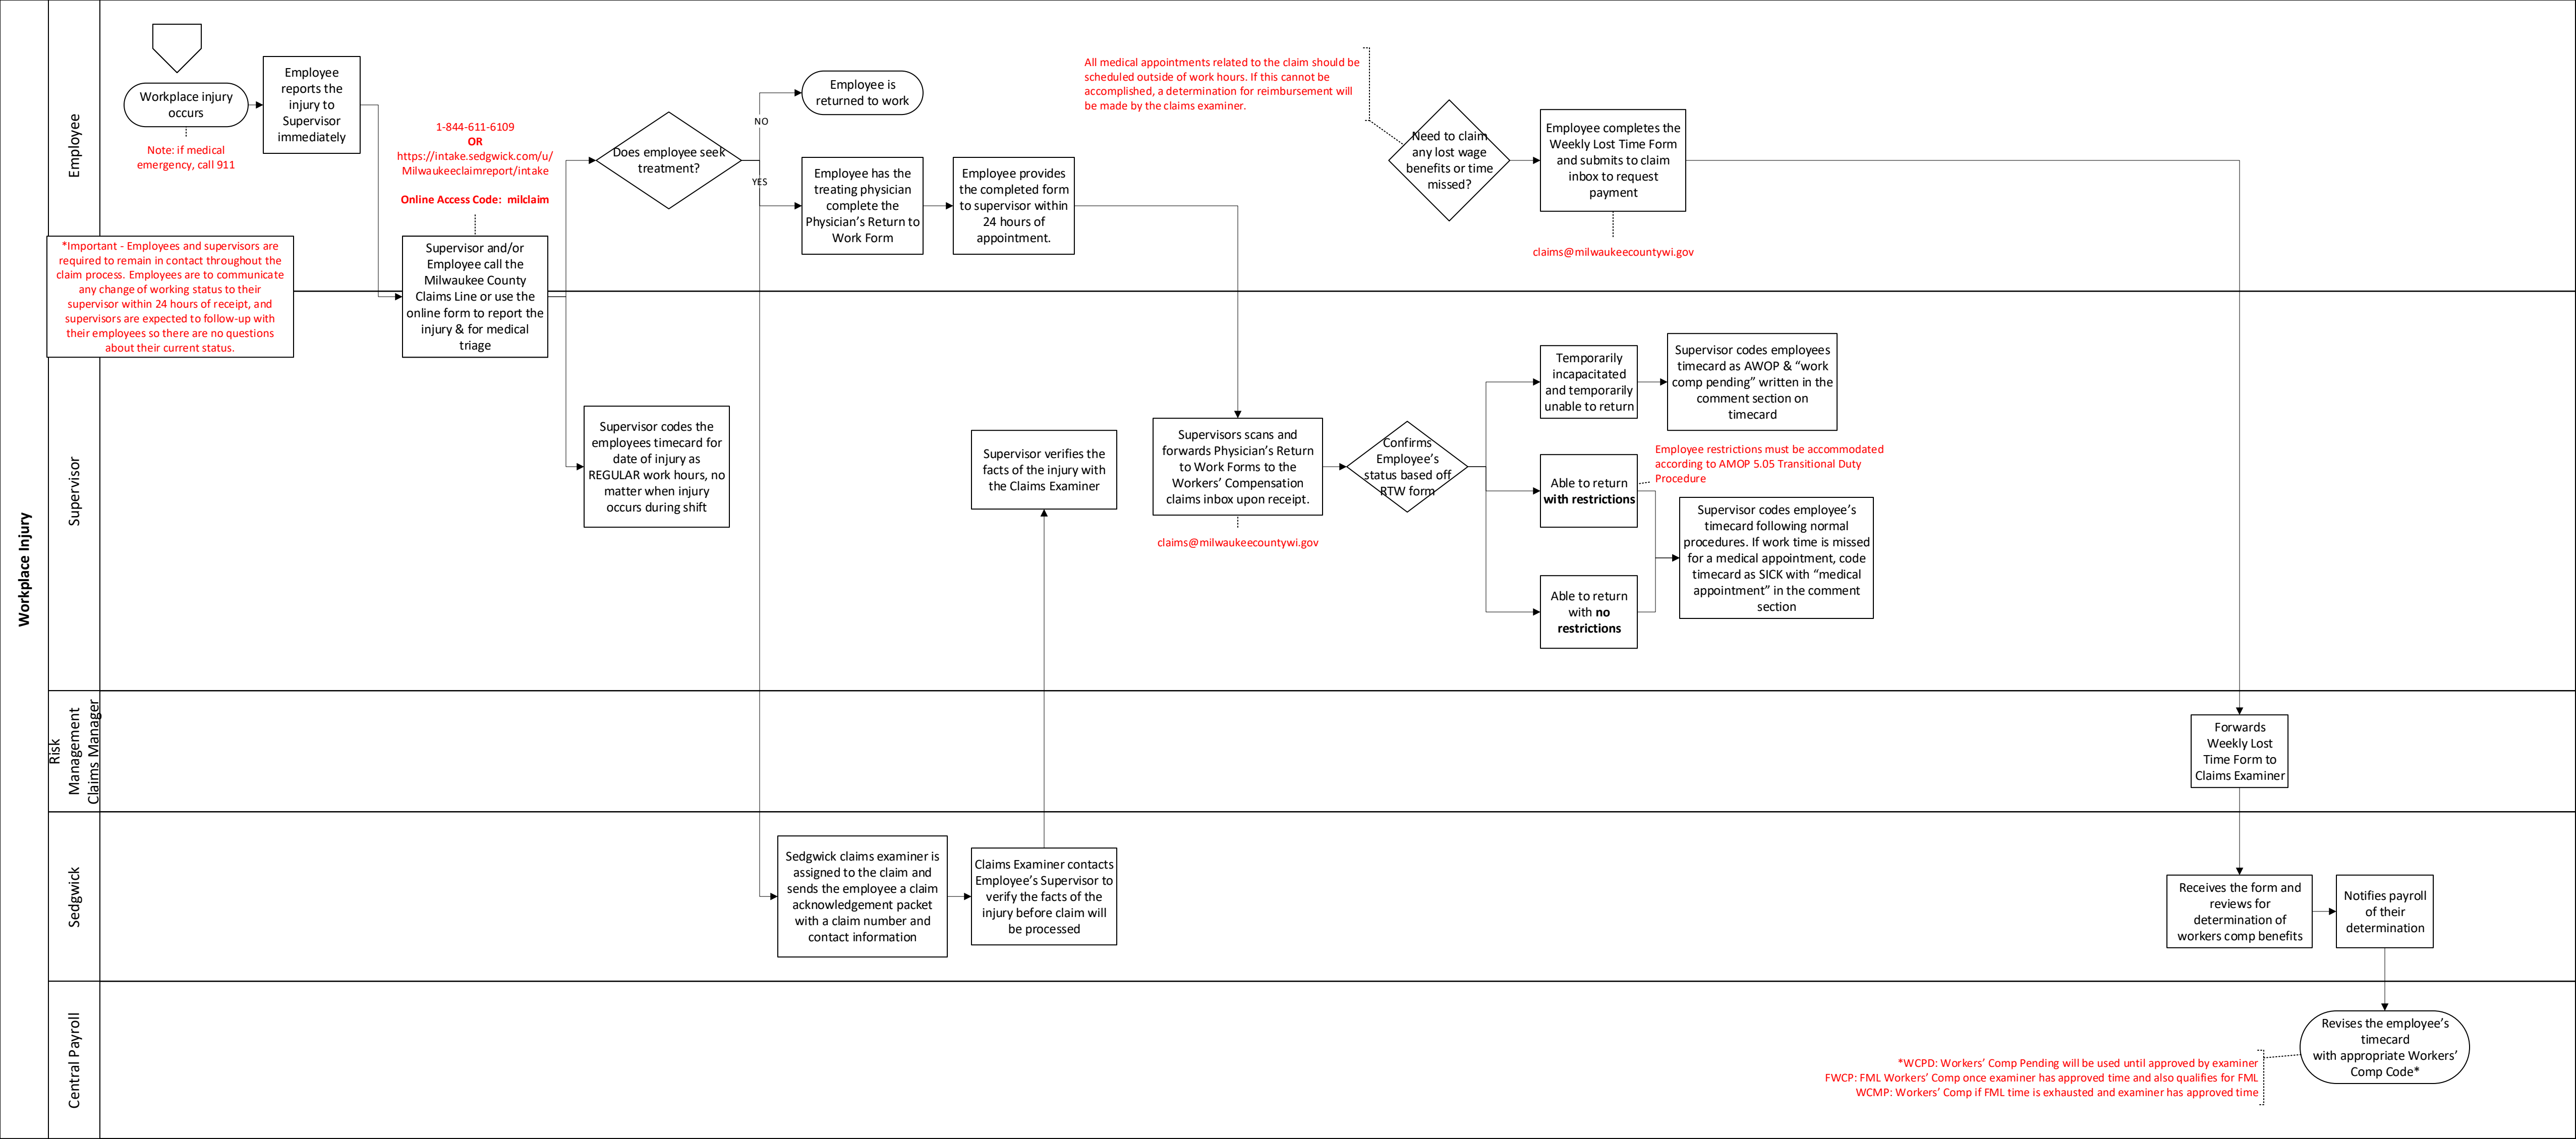 Workplace Injury
Employee
Workplace injury
occurs
Note: if medical
emergency, call 911
Employee
reports the
injury to
Supervisor
immediately
1-844-611-6109
OR
https://intake.sedgwick.com/u/
Milwaukeeclaimreport/intake
Online Access Code:  milclaim
*Important - Employees and supervisors are
required to remain in contact throughout the
claim process. Employees are to communicate
any change of working status to their
supervisor within 24 hours of receipt, and
supervisors are expected to follow-up with
their employees so there are no questions
about their current status.
Supervisor and/or
Employee call the
Milwaukee County
Claims Line or use the
online form to report the
injury & for medical
triage
Does employee seek
treatment?
NO
YES
Employee is
returned to work
Employee has the
treating physician
complete the
Physician’s Return to
Work Form
Employee provides
the completed form
to supervisor within
24 hours of
appointment.
All medical appointments related to the claim should be
scheduled outside of work hours. If this cannot be
accomplished, a determination for reimbursement will
be made by the claims examiner.
Need to claim
any lost wage
benefits or time
missed?
Employee completes the
Weekly Lost Time Form
and submits to claim
inbox to request
payment
claims@milwaukeecountywi.gov
Supervisor
Supervisor codes the
employees timecard for
date of injury as
REGULAR work hours, no
matter when injury
occurs during shift
Supervisor verifies the
facts of the injury with
the Claims Examiner
Supervisors scans and
forwards Physician’s Return
to Work Forms to the
Workers’ Compensation
claims inbox upon receipt.
claims@milwaukeecountywi.gov
Confirms
Employee’s
status based off
RTW form
Temporarily
incapacitated
and temporarily
unable to return
Supervisor codes employees
timecard as AWOP & “work
comp pending” written in the
comment section on
timecard
Employee restrictions must be accommodated
according to AMOP 5.05 Transitional Duty
Procedure
Able to return
with restrictions
Supervisor codes employee’s
timecard following normal
procedures. If work time is missed
for a medical appointment, code
timecard as SICK with “medical
appointment” in the comment
section
Able to return
with no
restrictions
Risk
Management
Claims Manager
Forwards
Weekly Lost
Time Form to
Claims Examiner
Sedgwick
Sedgwick claims examiner is
assigned to the claim and
sends the employee a claim
acknowledgement packet
with a claim number and
contact information
Claims Examiner contacts
Employee’s Supervisor to
verify the facts of the
injury before claim will
be processed
Receives the form and
reviews for
determination of
workers comp benefits
Notifies payroll
of their
determination
Central Payroll
*WCPD: Workers’ Comp Pending will be used until approved by examiner
FWCP: FML Workers’ Comp once examiner has approved time and also qualifies for FML
WCMP: Workers’ Comp if FML time is exhausted and examiner has approved time
Revises the employee’s
timecard
with appropriate Workers’
Comp Code*